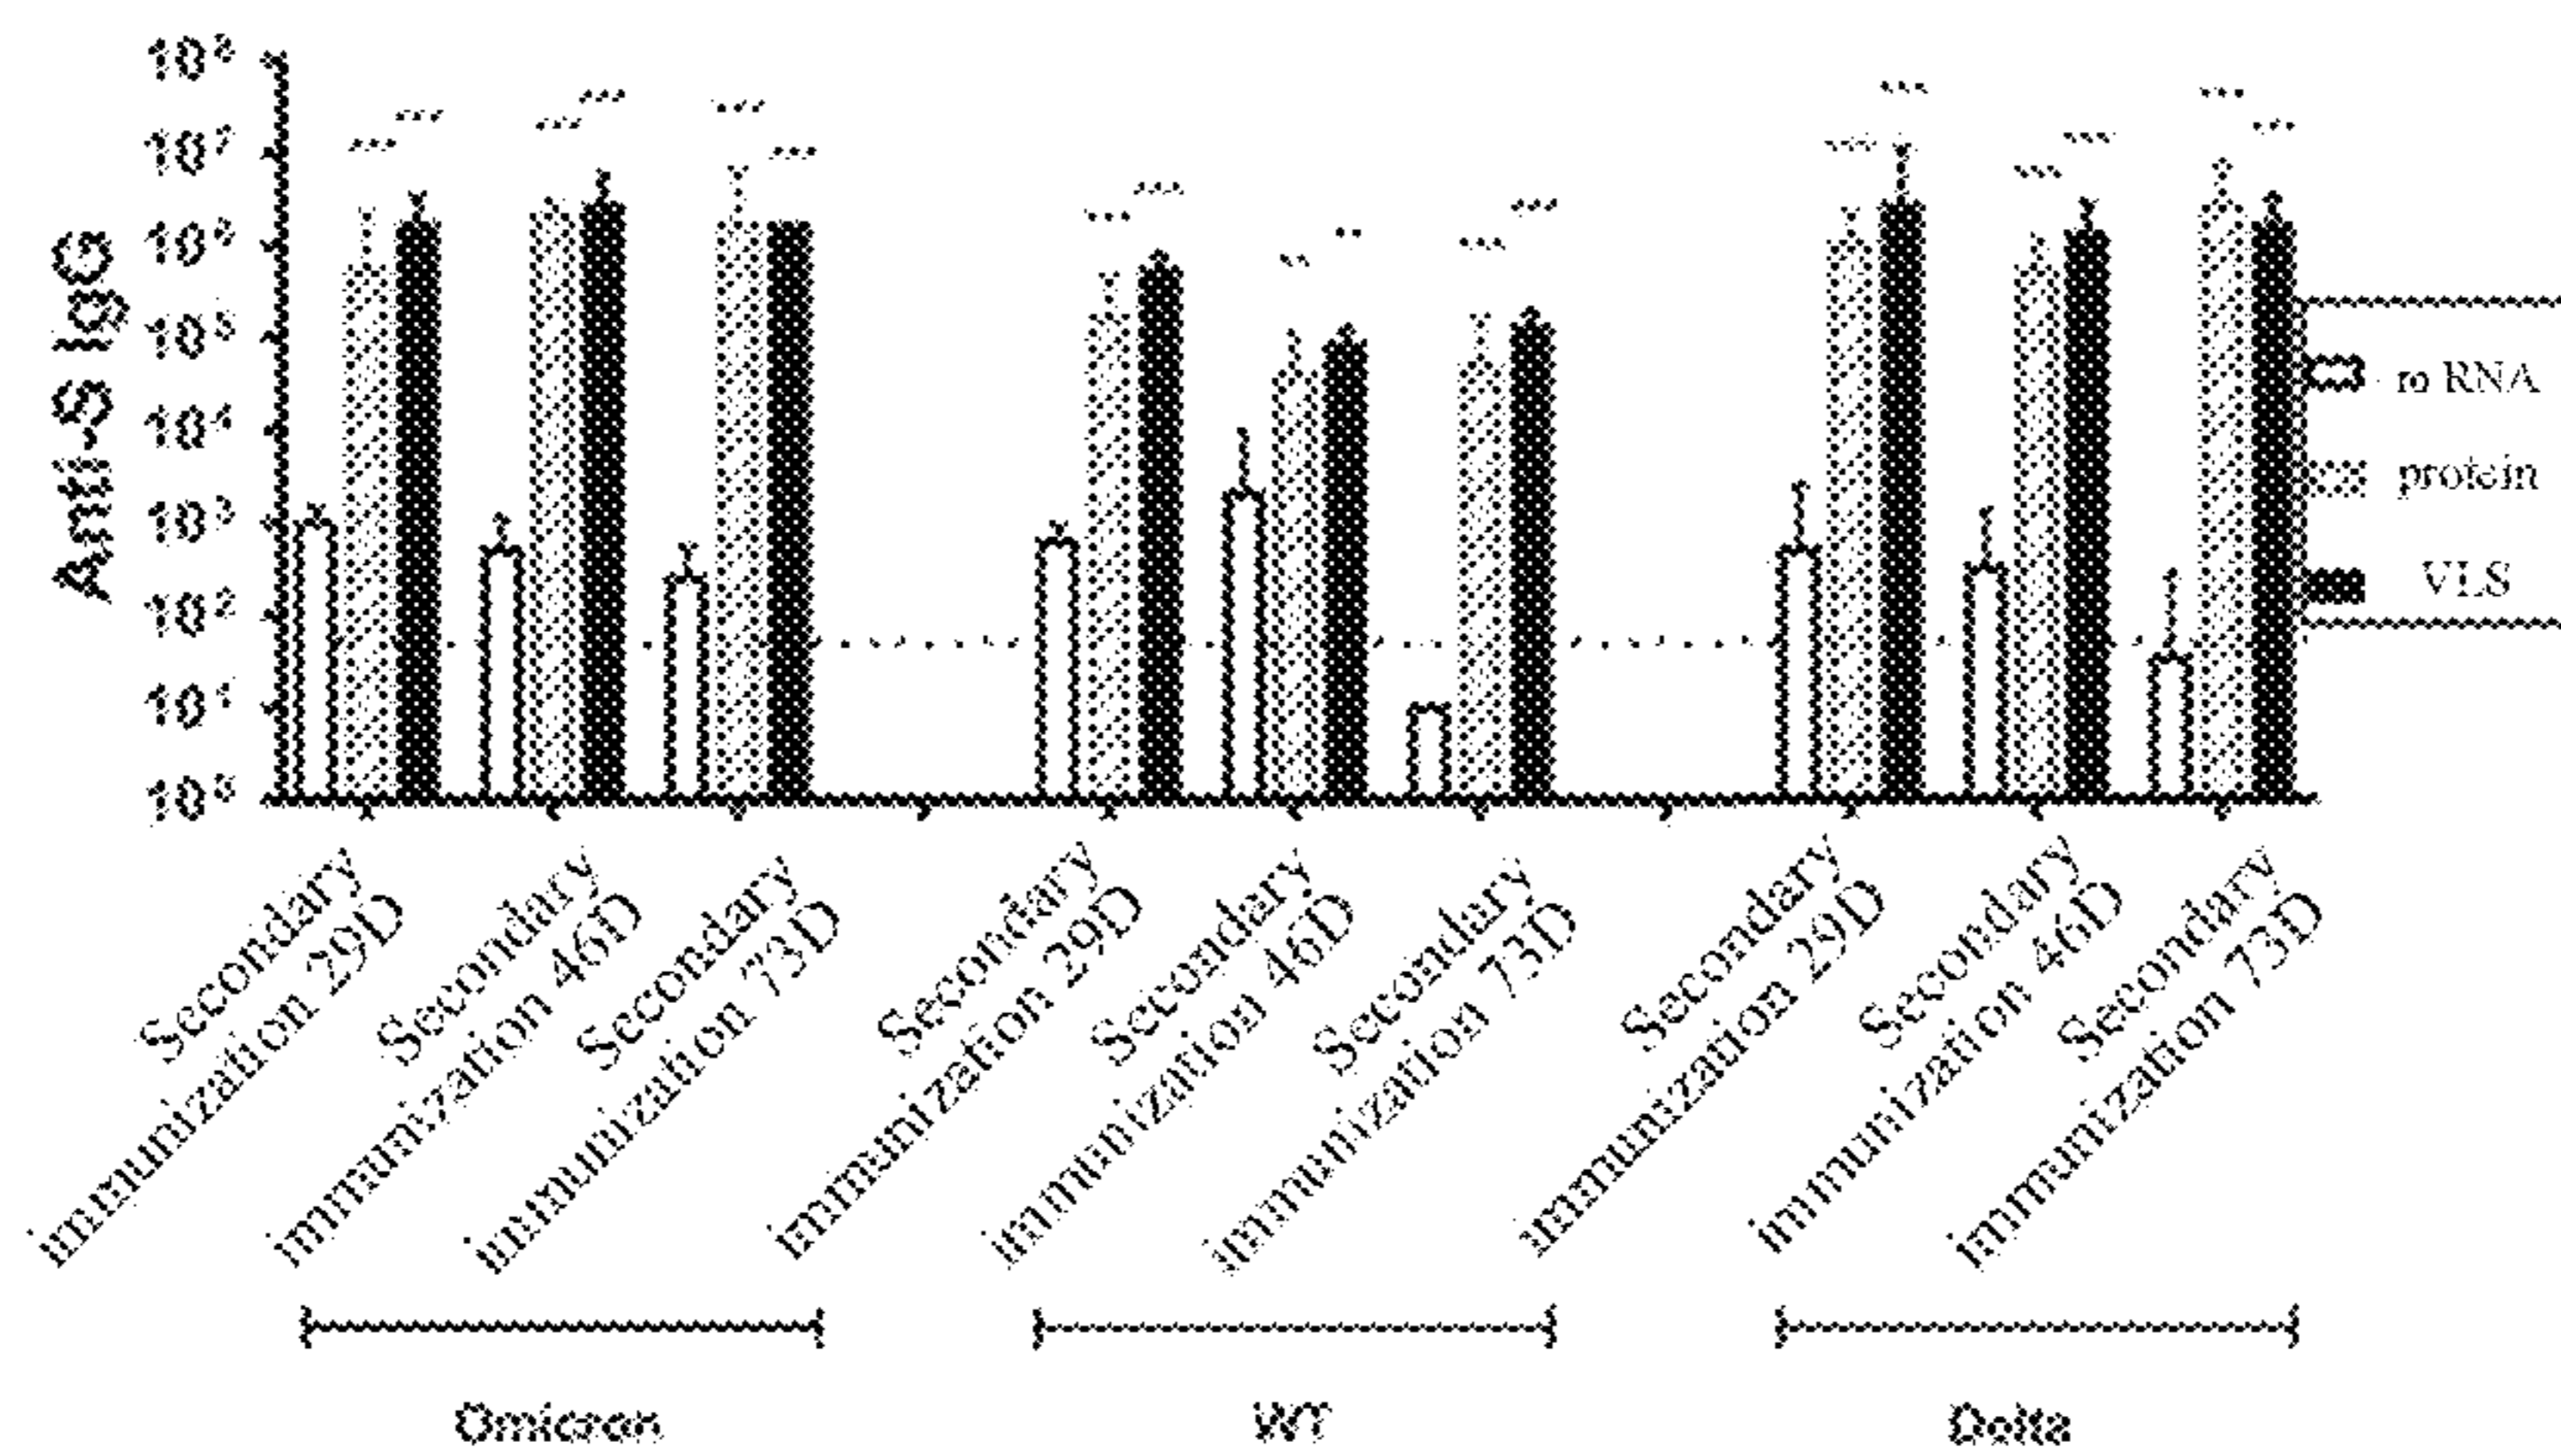 Anti-S IgG
10⁸
10⁷
10⁶
10⁵
10⁴
10³
10²
10¹
10⁰
m RNA
protein
VLS
Secondary
immunization 29D
Secondary
immunization 46D
Secondary
immunization 73D
Secondary
immunization 29D
Secondary
immunization 46D
Secondary
immunization 73D
Secondary
immunization 29D
Secondary
immunization 46D
Secondary
immunization 73D
Omicron
WT
Delta